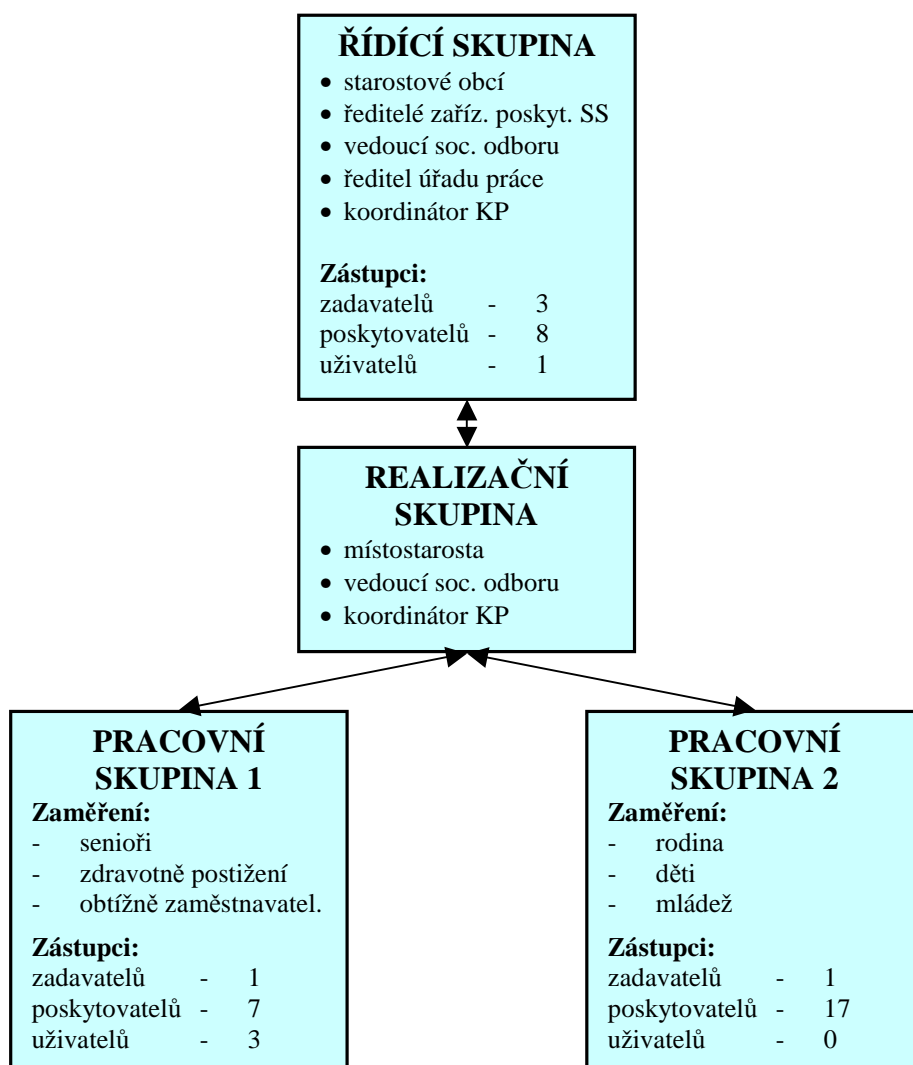 ŘÍDÍCÍ SKUPINA
• starostové obcí
• ředitelé zaříz. poskyt. SS
• vedoucí soc. odboru
• ředitel úřadu práce
• koordinátor KP
Zástupci:
zadavatelů - 3
poskytovatelů - 8
uživatelů - 1
REALIZAČNÍ
SKUPINA
• místostarosta
• vedoucí soc. odboru
• koordinátor KP
PRACOVNÍ
SKUPINA 1
Zaměření:
- senioři
- zdravotně postižení
- obtížně zaměstnavatel.
Zástupci:
zadavatelů - 1
poskytovatelů - 7
uživatelů - 3
PRACOVNÍ
SKUPINA 2
Zaměření:
- rodina
- děti
- mládež
Zástupci:
zadavatelů - 1
poskytovatelů - 17
uživatelů - 0